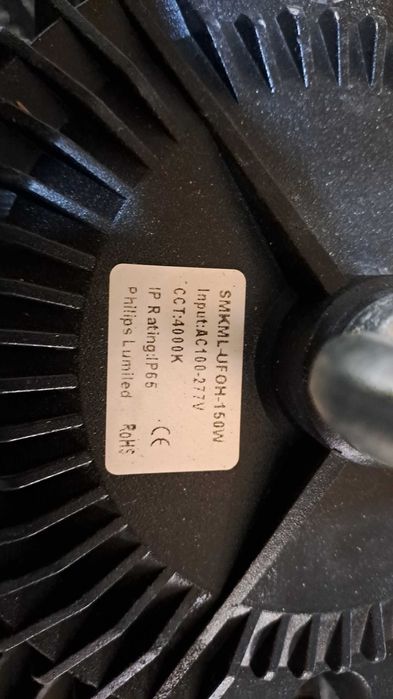 SMKML-UFOH-150W
Input:AC100-277V
CCT:4000K
IP Rating:IP65 CE
Philips Lumiled RoHS